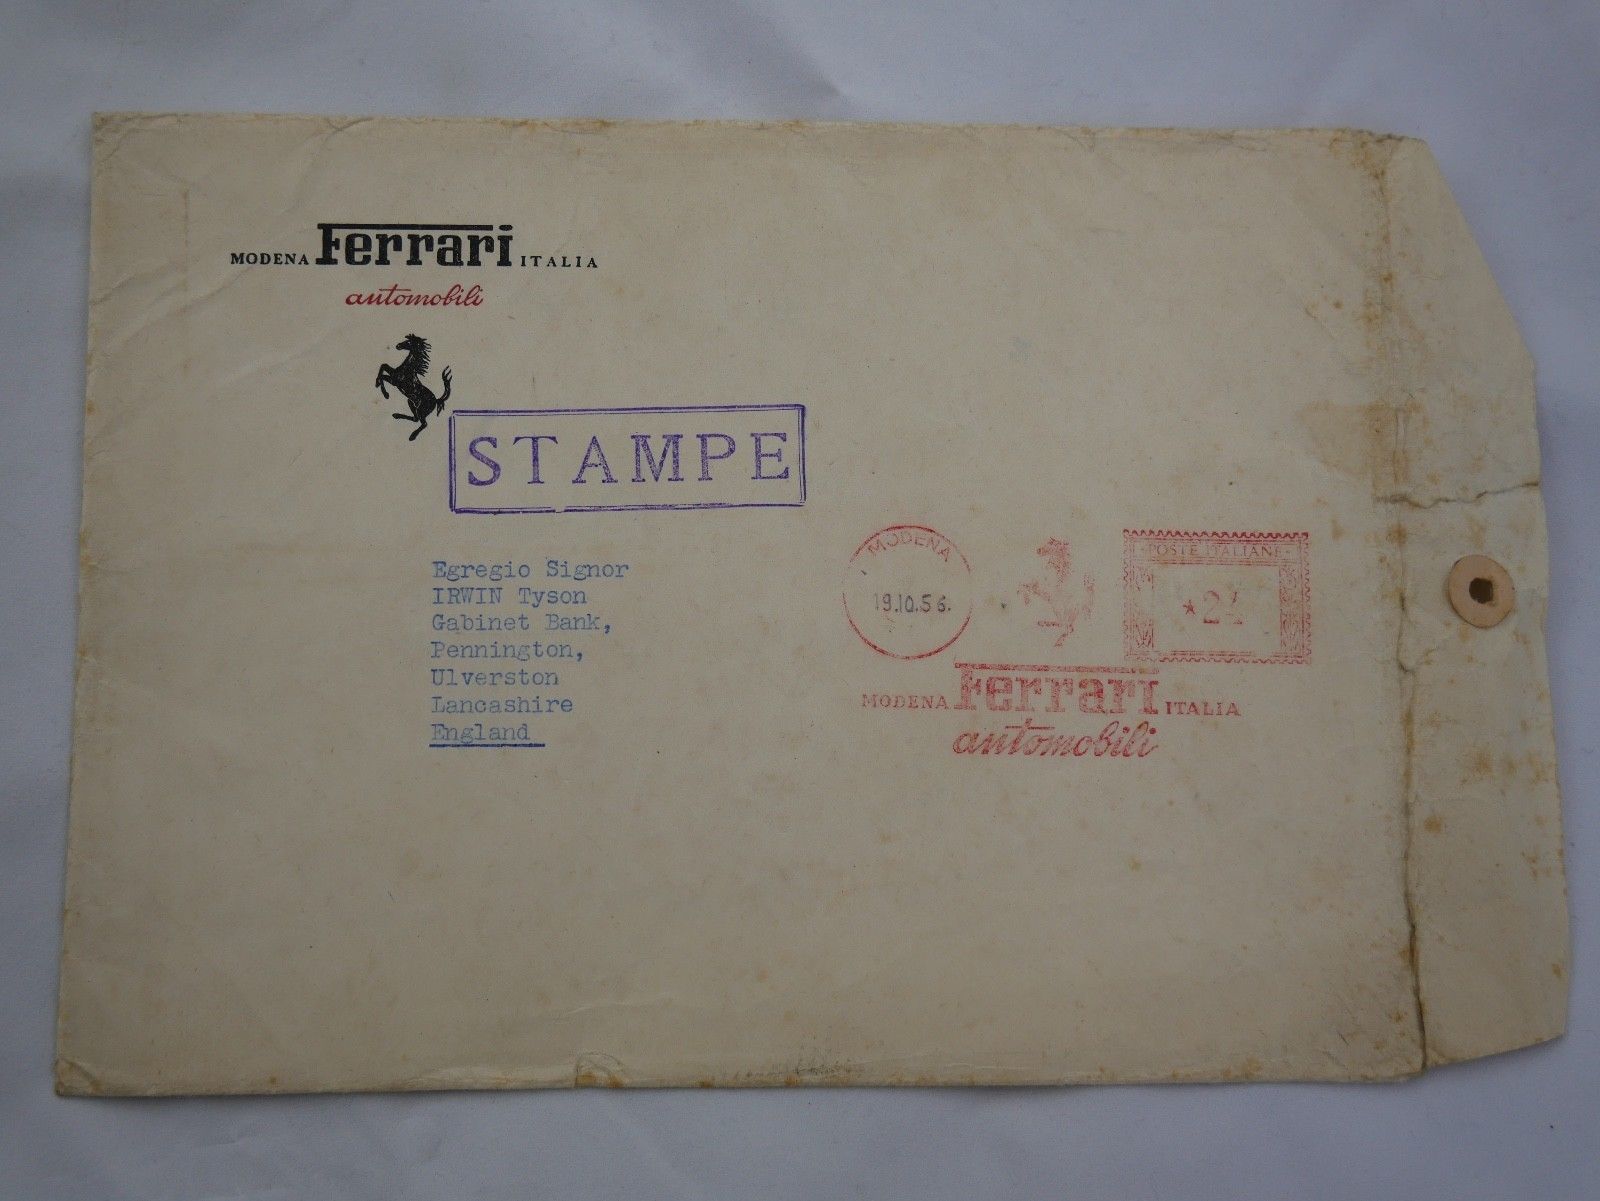 MODENA Ferrari ITALIA
automobili
STAMPE
Egregio Signor
IRWIN Tyson
Gabinet Bank,
Pennington,
Ulverston
Lancashire
England
MODENA
19.10.56.
POSTE ITALIANE
MODENA Ferrari ITALIA
automobili